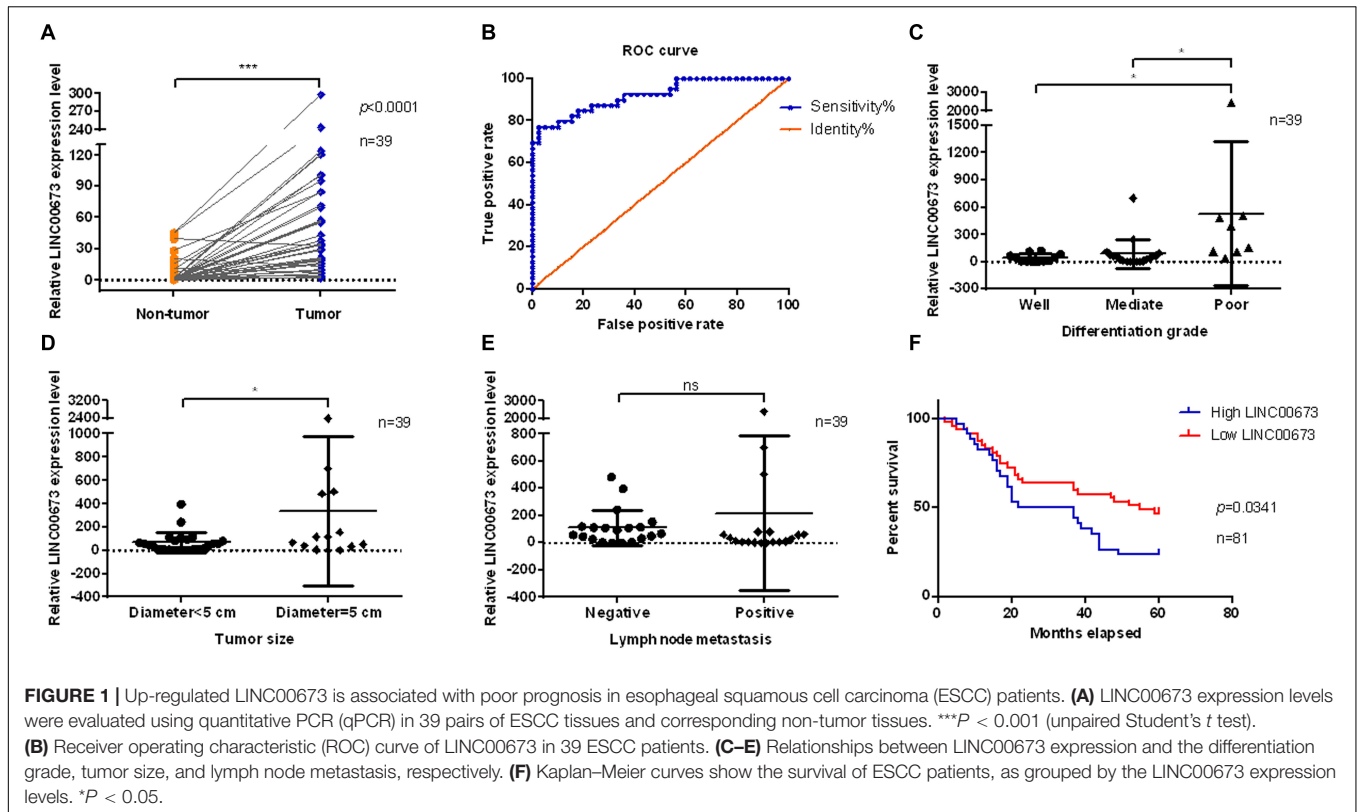 A
Relative LINC00673 expression level
***
300
270
240
120
90
60
30
0
p<0.0001
n=39
Non-tumor
Tumor
B
ROC curve
True positive rate
100
80
60
40
20
0
0
20
40
60
80
100
False positive rate
Sensitivity%
Identity%
C
Relative LINC00673 expression level
*
*
3000
2000
1500
1200
900
600
300
0
-300
n=39
Well
Mediate
Poor
Differentiation grade
D
Relative LINC00673 expression level
*
3200
2400
1000
800
600
400
200
0
-200
-400
n=39
Diameter<5 cm
Diameter=5 cm
Tumor size
E
Relative LINC00673 expression level
ns
3000
2000
800
600
400
200
0
-200
-400
n=39
Negative
Positive
Lymph node metastasis
F
Percent survival
100
50
0
0
20
40
60
80
Months elapsed
High LINC00673
Low LINC00673
p=0.0341
n=81
FIGURE 1 | Up-regulated LINC00673 is associated with poor prognosis in esophageal squamous cell carcinoma (ESCC) patients. (A) LINC00673 expression levels
were evaluated using quantitative PCR (qPCR) in 39 pairs of ESCC tissues and corresponding non-tumor tissues. ***P < 0.001 (unpaired Student's t test).
(B) Receiver operating characteristic (ROC) curve of LINC00673 in 39 ESCC patients. (C–E) Relationships between LINC00673 expression and the differentiation
grade, tumor size, and lymph node metastasis, respectively. (F) Kaplan–Meier curves show the survival of ESCC patients, as grouped by the LINC00673 expression
levels. *P < 0.05.